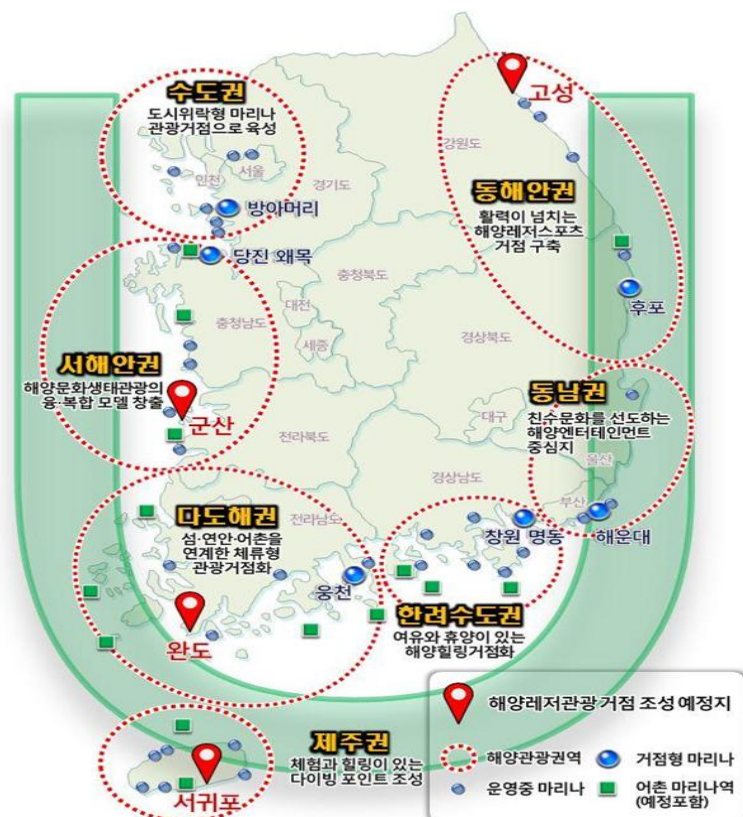 수도권
도시위락형 마리나
관광거점으로 육성
서울
인천
경기도
방아머리
고성
강원도
동해안권
활력이 넘치는
해양레저스포츠
거점 구축
후포
당진 왜목
충청북도
대전
충청남도
세종
경상북도
서해안권
해양문화생태관광의
융·복합 모델 창출
군산
전라북도
대구
동남권
친수문화를 선도하는
해양엔터테인먼트
중심지
울산
부산
해운대
경상남도
창원 명동
다도해권
섬·연안·어촌을
연계한 체류형
관광거점화
전라남도
웅천
완도
한려수도권
여유와 휴양이 있는
해양힐링거점화
제주권
체험과 힐링이 있는
다이빙 포인트 조성
서귀포
해양레저관광 거점 조성 예정지
해양관광권역
거점형 마리나
운영중 마리나
어촌 마리나역
(예정포함)